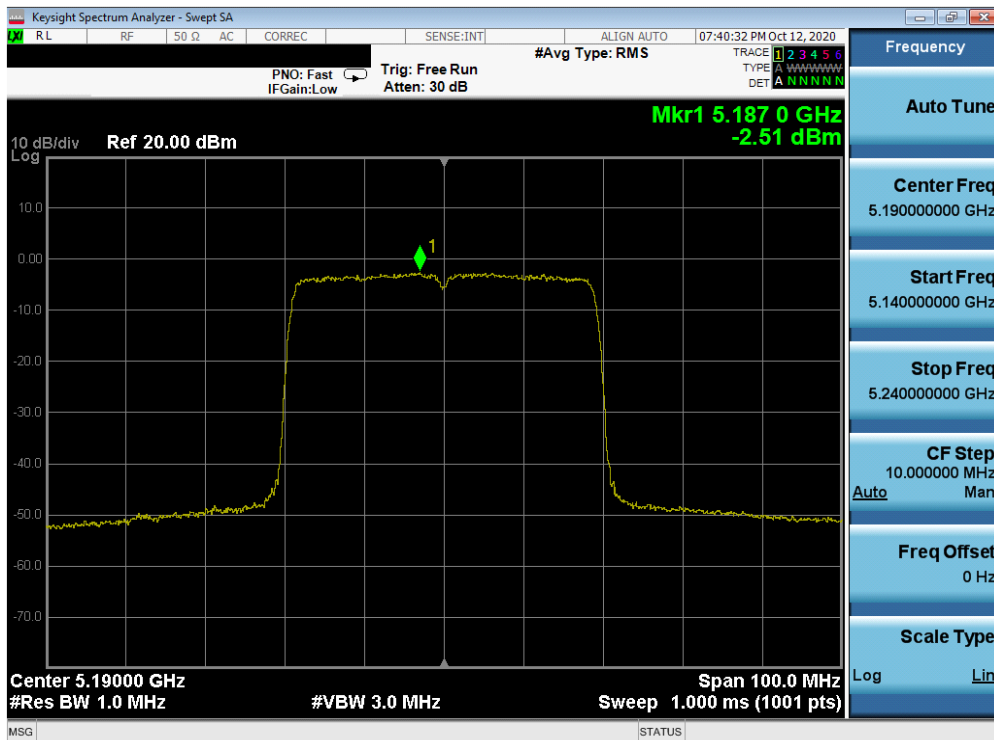 Keysight Spectrum Analyzer - Swept SA
LXI RL RF 50 Ω AC CORREC SENSE:INT ALIGN AUTO 07:40:32 PM Oct 12, 2020
Frequency
#Avg Type: RMS
TRACE 1 2 3 4 5 6
PNO: Fast Trig: Free Run
TYPE A WWWWW
IFGain:Low Atten: 30 dB
DET A N N N N N
Auto Tune
Mkr1 5.187 0 GHz
-2.51 dBm
10 dB/div Ref 20.00 dBm
Log
10.0
0.00
-10.0
-20.0
-30.0
-40.0
-50.0
-60.0
-70.0
1
Center Freq
5.190000000 GHz
Start Freq
5.140000000 GHz
Stop Freq
5.240000000 GHz
CF Step
10.000000 MHz
Auto Man
Freq Offset
0 Hz
Scale Type
Log Lin
Center 5.19000 GHz Span 100.0 MHz
#Res BW 1.0 MHz #VBW 3.0 MHz Sweep 1.000 ms (1001 pts)
MSG STATUS